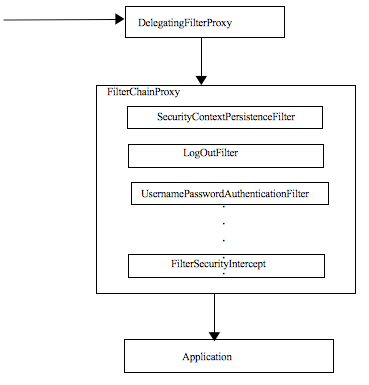 DelegatingFilterProxy
FilterChainProxy
SecurityContextPersistenceFilter
LogOutFilter
UsernamePasswordAuthenticationFilter
FilterSecurityIntercept
Application